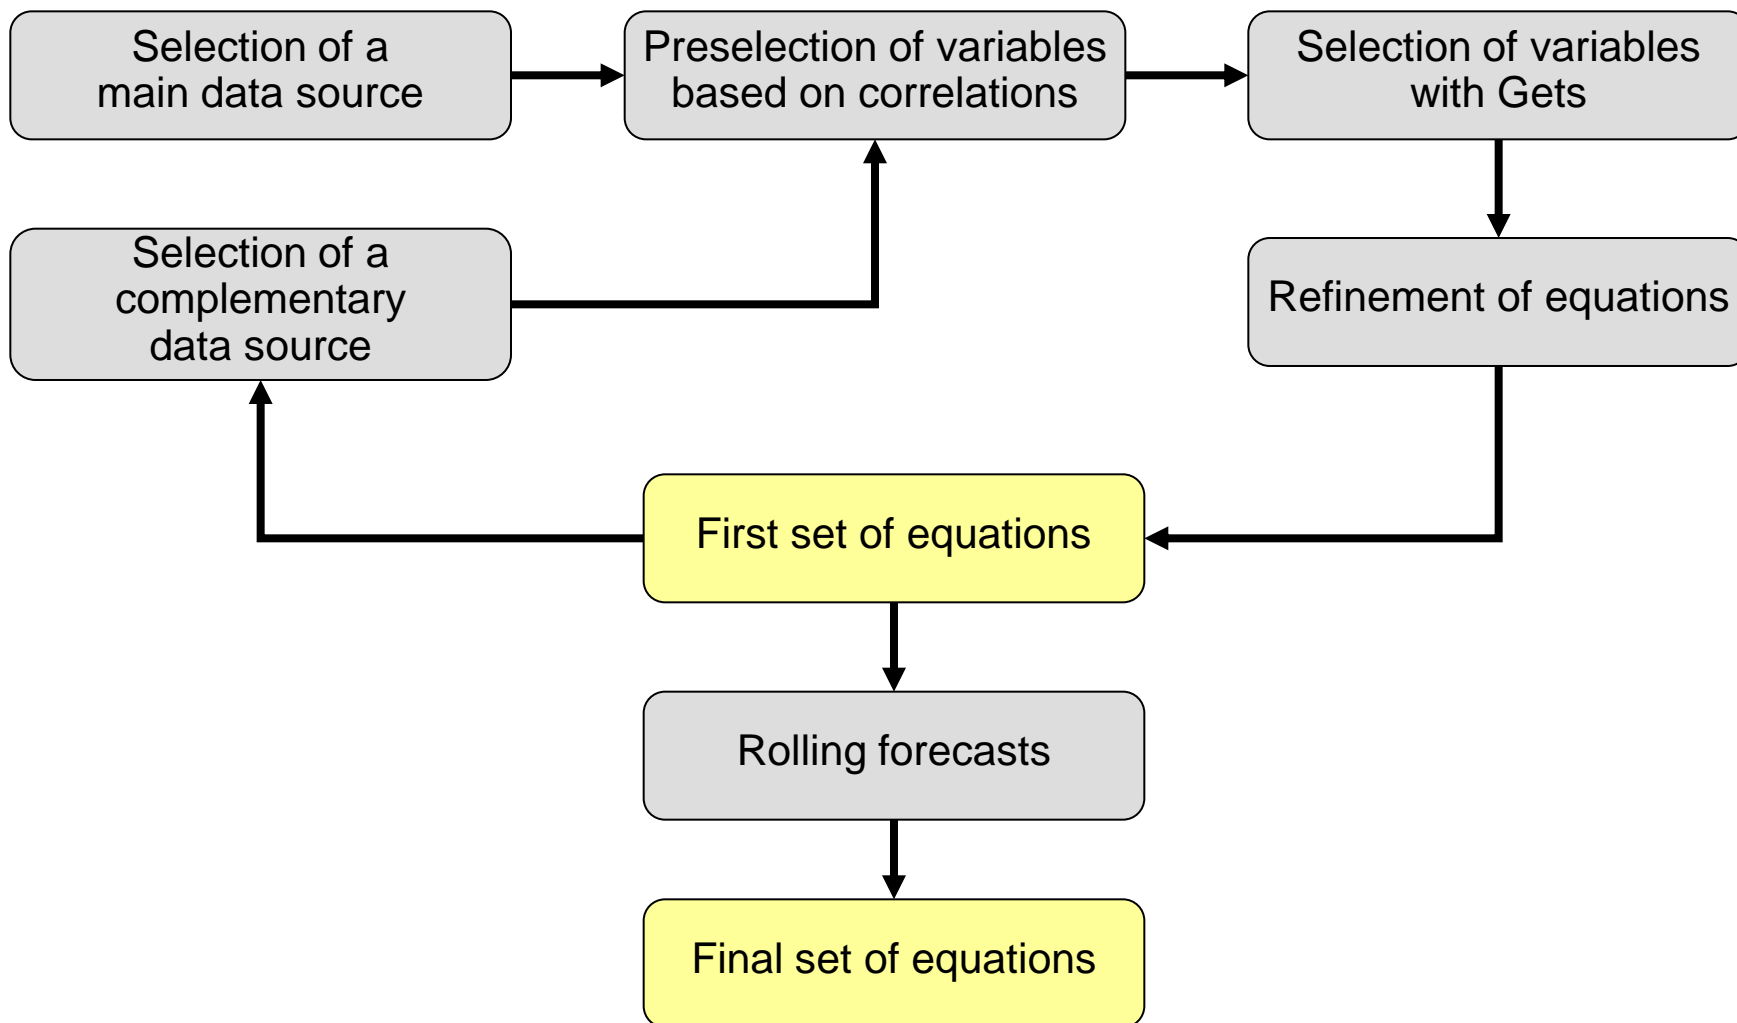 Selection of a
main data source
Preselection of variables
based on correlations
Selection of variables
with Gets
Selection of a
complementary
data source
Refinement of equations
First set of equations
Rolling forecasts
Final set of equations